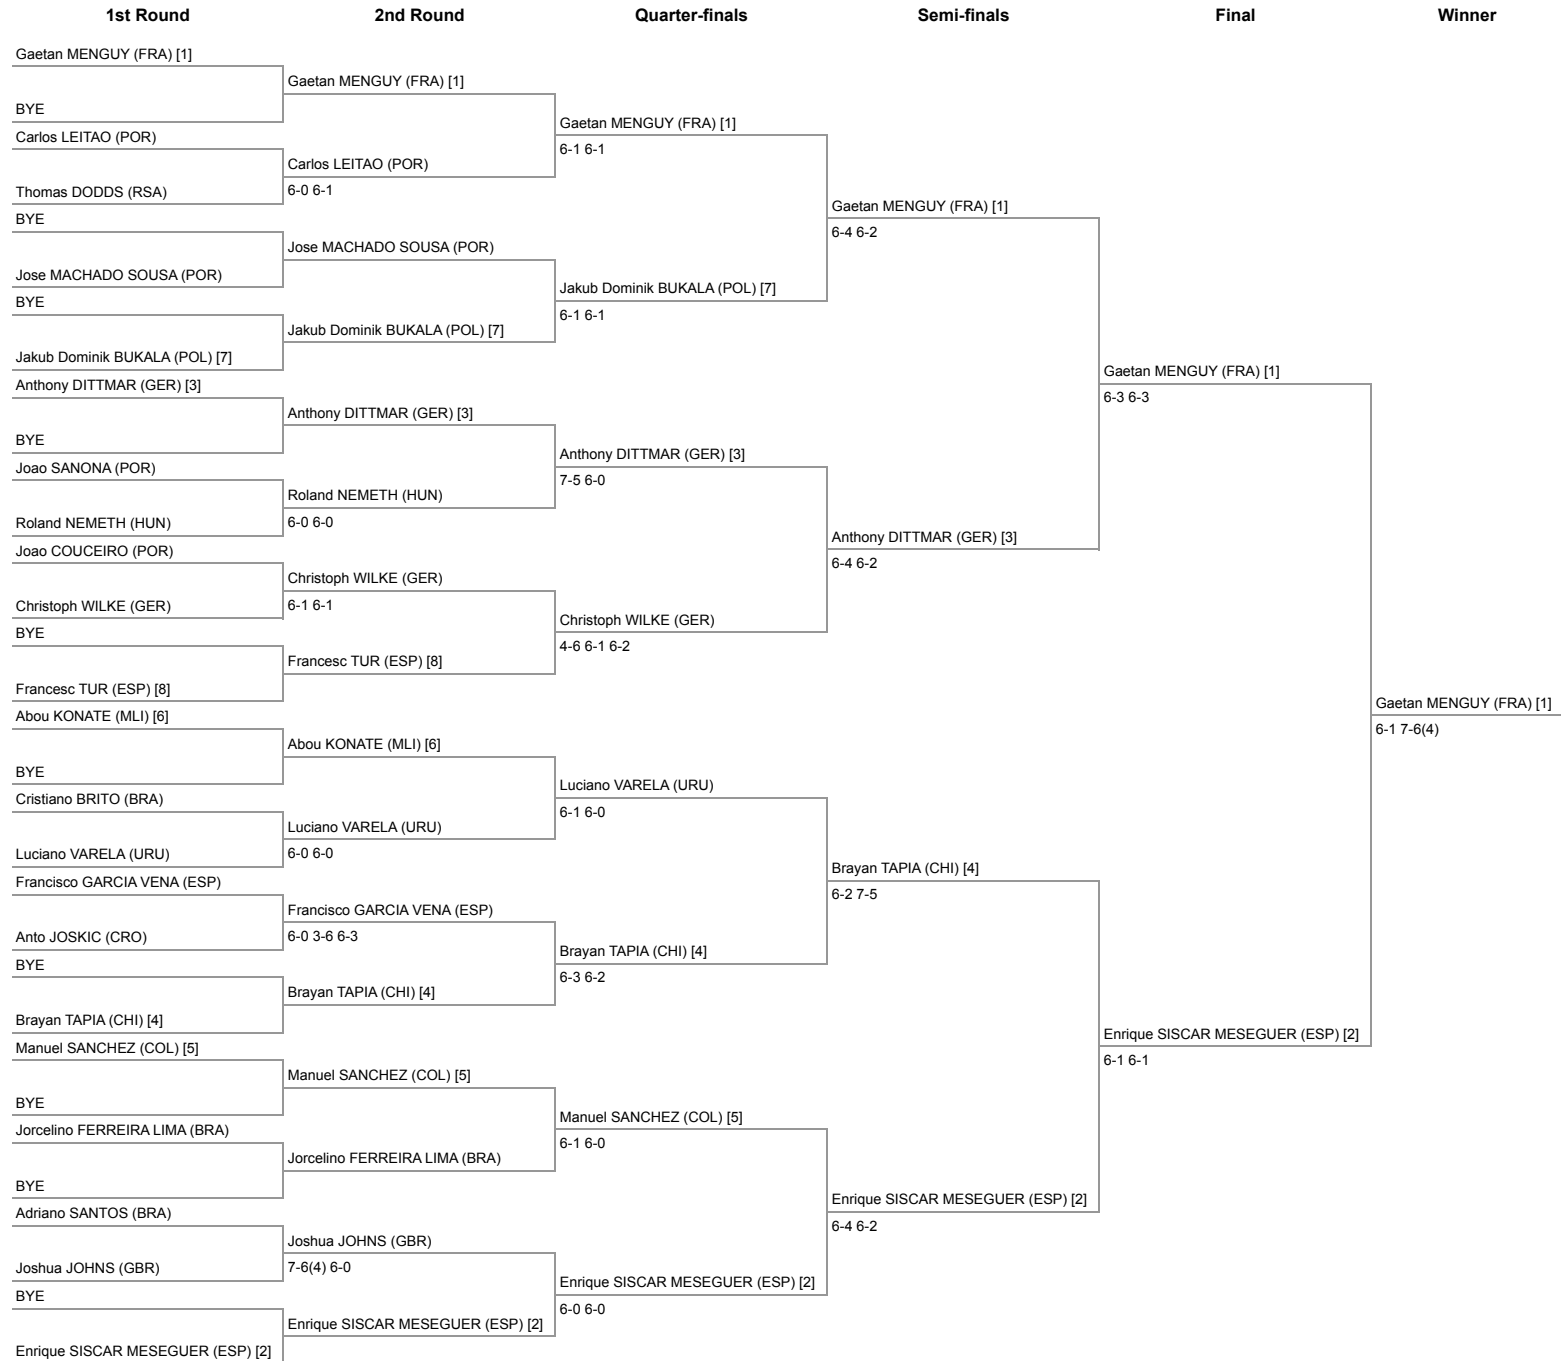 1st Round
2nd Round
Quarter-finals
Semi-finals
Final
Winner
Gaetan MENGUY (FRA) [1]
BYE
Carlos LEITAO (POR)
Thomas DODDS (RSA)
BYE
Jose MACHADO SOUSA (POR)
BYE
Jakub Dominik BUKALA (POL) [7]
Anthony DITTMAR (GER) [3]
BYE
Joao SANONA (POR)
Roland NEMETH (HUN)
Joao COUCEIRO (POR)
Christoph WILKE (GER)
BYE
Francesc TUR (ESP) [8]
Abou KONATE (MLI) [6]
BYE
Cristiano BRITO (BRA)
Luciano VARELA (URU)
Francisco GARCIA VENA (ESP)
Anto JOSKIC (CRO)
BYE
Brayan TAPIA (CHI) [4]
Manuel SANCHEZ (COL) [5]
BYE
Jorcelino FERREIRA LIMA (BRA)
BYE
Adriano SANTOS (BRA)
Joshua JOHNS (GBR)
BYE
Enrique SISCAR MESEGUER (ESP) [2]
Gaetan MENGUY (FRA) [1]
Carlos LEITAO (POR)
6-0 6-1
Jose MACHADO SOUSA (POR)
Jakub Dominik BUKALA (POL) [7]
Anthony DITTMAR (GER) [3]
Roland NEMETH (HUN)
6-0 6-0
Christoph WILKE (GER)
6-1 6-1
Francesc TUR (ESP) [8]
Abou KONATE (MLI) [6]
Luciano VARELA (URU)
6-0 6-0
Francisco GARCIA VENA (ESP)
6-0 3-6 6-3
Brayan TAPIA (CHI) [4]
Manuel SANCHEZ (COL) [5]
Jorcelino FERREIRA LIMA (BRA)
Joshua JOHNS (GBR)
7-6(4) 6-0
Enrique SISCAR MESEGUER (ESP) [2]
Gaetan MENGUY (FRA) [1]
6-1 6-1
Jakub Dominik BUKALA (POL) [7]
6-1 6-1
Anthony DITTMAR (GER) [3]
7-5 6-0
Christoph WILKE (GER)
4-6 6-1 6-2
Luciano VARELA (URU)
6-1 6-0
Brayan TAPIA (CHI) [4]
6-3 6-2
Manuel SANCHEZ (COL) [5]
6-1 6-0
Enrique SISCAR MESEGUER (ESP) [2]
6-0 6-0
Gaetan MENGUY (FRA) [1]
6-4 6-2
Anthony DITTMAR (GER) [3]
6-4 6-2
Brayan TAPIA (CHI) [4]
6-2 7-5
Enrique SISCAR MESEGUER (ESP) [2]
6-4 6-2
Gaetan MENGUY (FRA) [1]
6-3 6-3
Enrique SISCAR MESEGUER (ESP) [2]
6-1 6-1
Gaetan MENGUY (FRA) [1]
6-1 7-6(4)